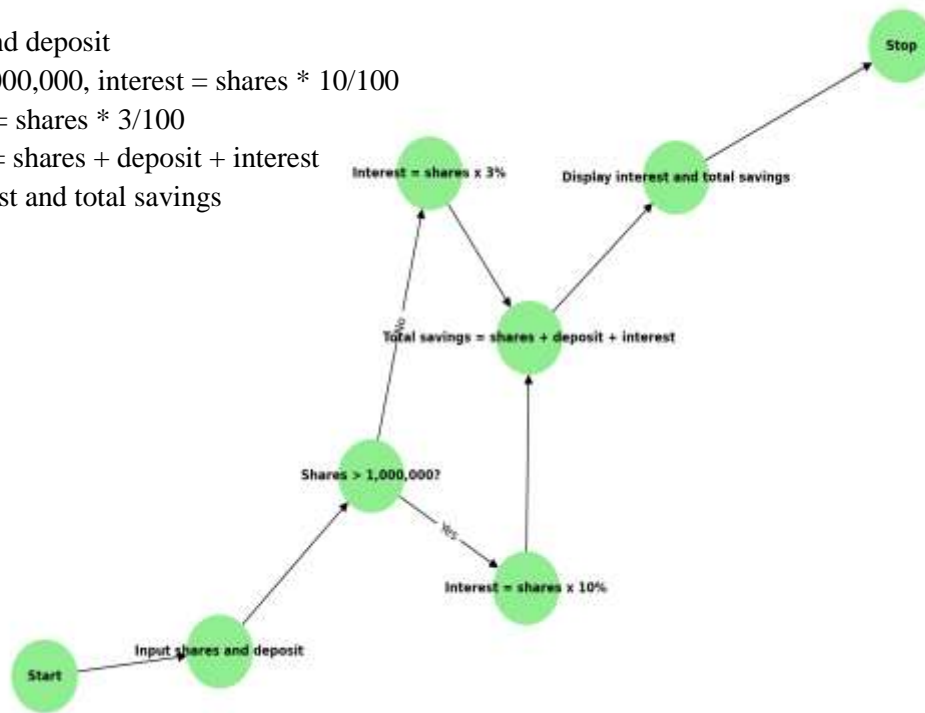 nd deposit
000,000, interest = shares * 10/100
= shares * 3/100
= shares + deposit + interest
st and total savings
Stop
Interest = shares x 3%
Display interest and total savings
No
Total savings = shares + deposit + interest
Shares > 1,000,000?
Yes
Interest = shares x 10%
Input shares and deposit
Start